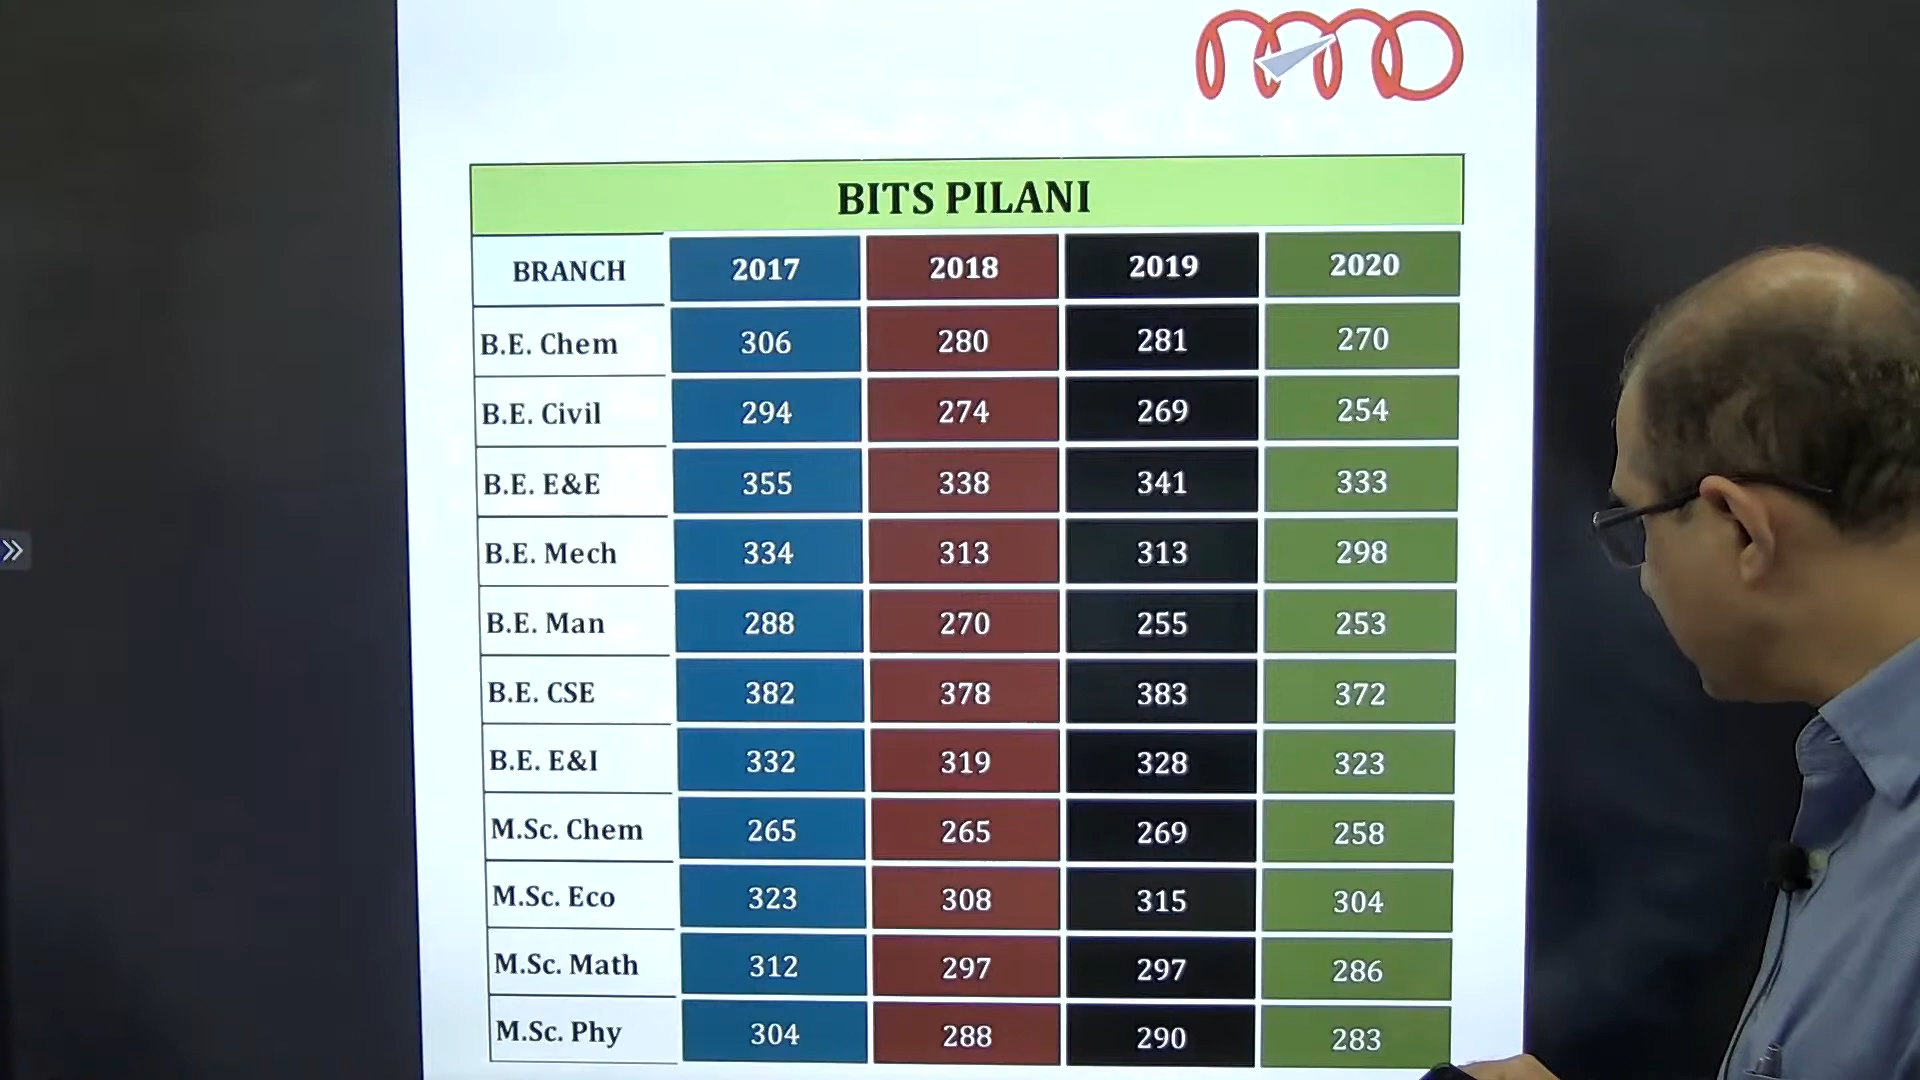 BITS PILANI
BRANCH 2017 2018 2019 2020
B.E. Chem 306 280 281 270
B.E. Civil 294 274 269 254
B.E. E&E 355 338 341 333
B.E. Mech 334 313 313 298
B.E. Man 288 270 255 253
B.E. CSE 382 378 383 372
B.E. E&I 332 319 328 323
M.Sc. Chem 265 265 269 258
M.Sc. Eco 323 308 315 304
M.Sc. Math 312 297 297 286
M.Sc. Phy 304 288 290 283